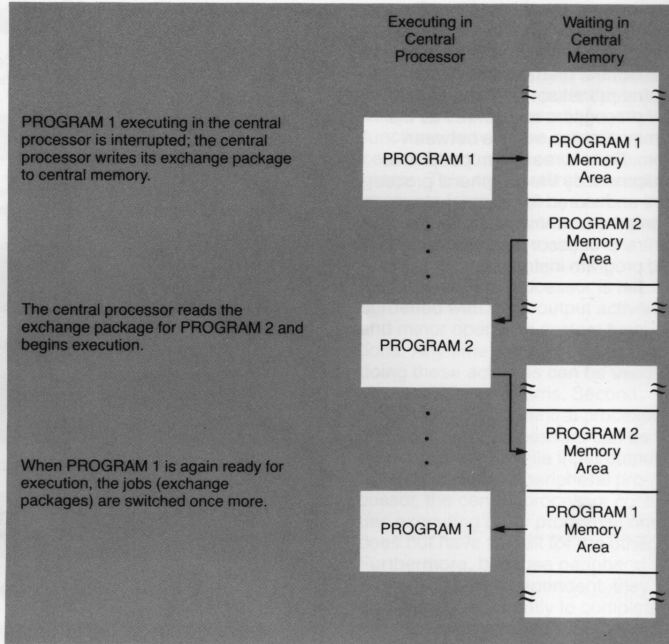 Executing in
Central
Processor
Waiting in
Central
Memory
PROGRAM 1 executing in the central
processor is interrupted; the central
processor writes its exchange package
to central memory.
PROGRAM 1
PROGRAM 1
Memory
Area
PROGRAM 2
Memory
Area
The central processor reads the
exchange package for PROGRAM 2 and
begins execution.
PROGRAM 2
PROGRAM 2
Memory
Area
When PROGRAM 1 is again ready for
execution, the jobs (exchange
packages) are switched once more.
PROGRAM 1
PROGRAM 1
Memory
Area